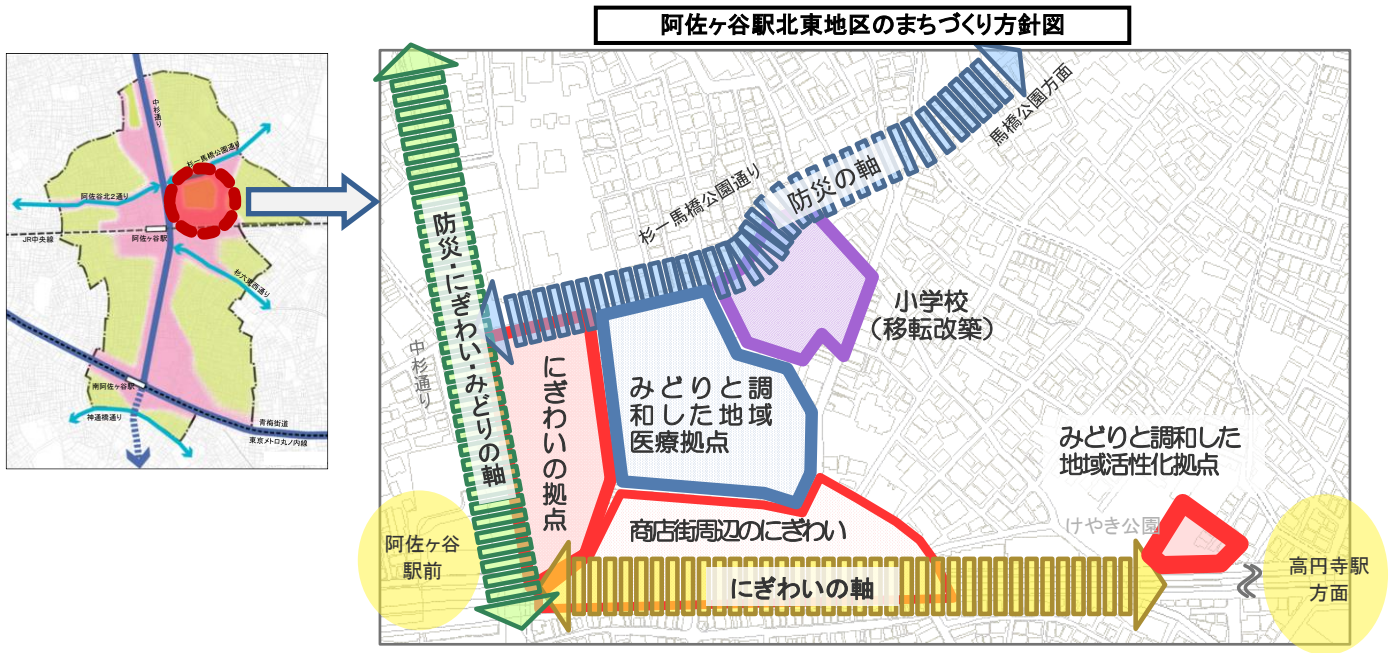 阿佐ヶ谷駅北東地区のまちづくり方針図
中杉通り
杉一馬橋公園通り
阿佐谷北2通り
JR中央線
阿佐ヶ谷駅
杉六東西通り
南阿佐ヶ谷駅
青梅街道
神通橋通り
東京メトロ丸ノ内線
馬橋公園方面
防災の軸
杉一馬橋公園通り
防災・にぎわい・みどりの軸
小学校
（移転改築）
中杉通り
にぎわいの拠点
みどりと調
和した地域
医療拠点
みどりと調和した
地域活性化拠点
商店街周辺のにぎわい
けやき公園
阿佐ヶ谷
駅前
にぎわいの軸
高円寺駅
方面